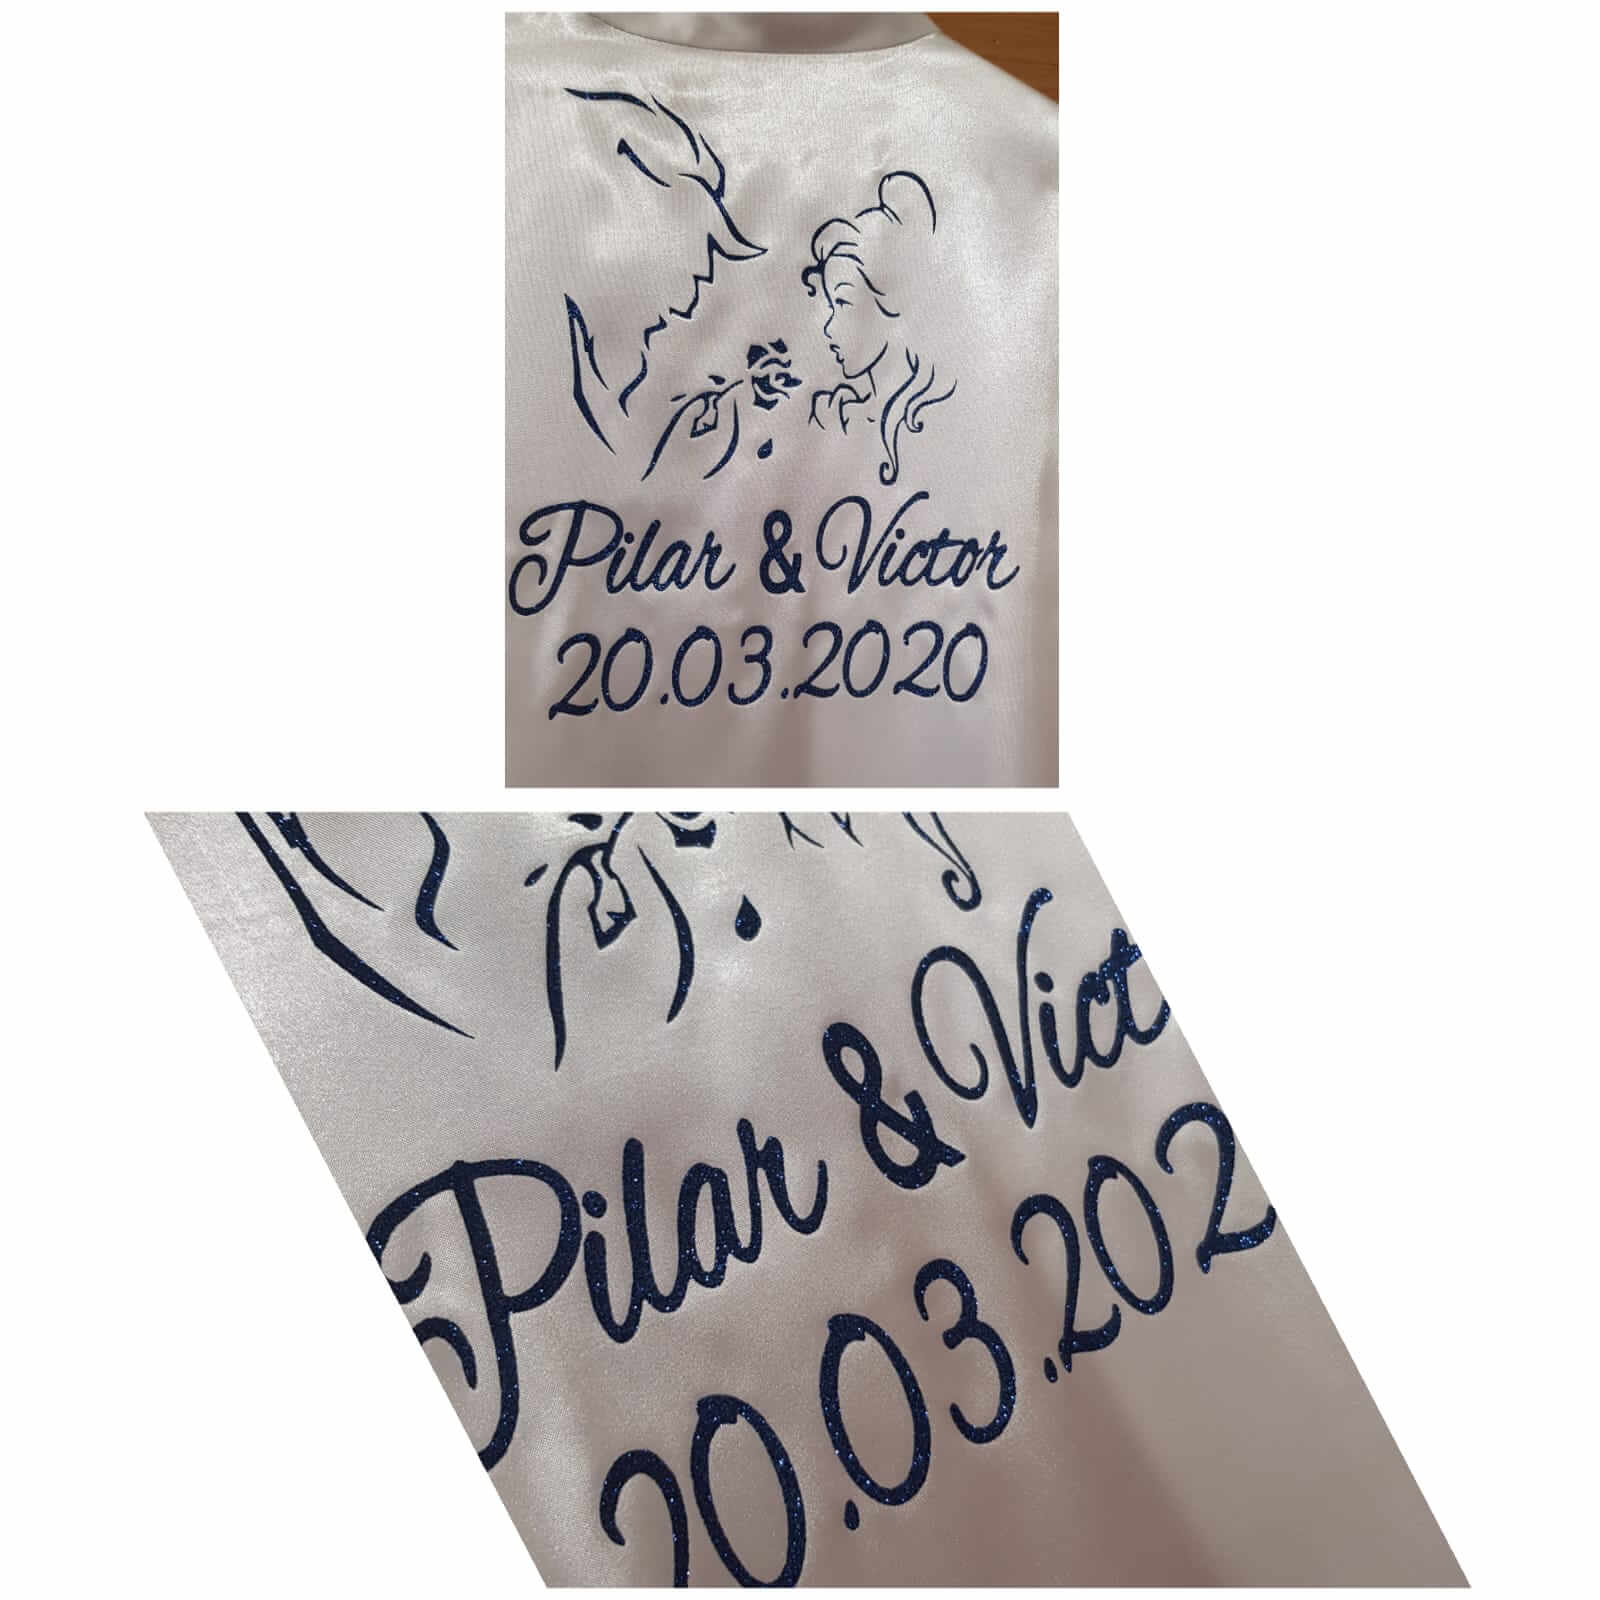 Pilar & Victor
20.03.2020
Pilar & Vict
20.03.202